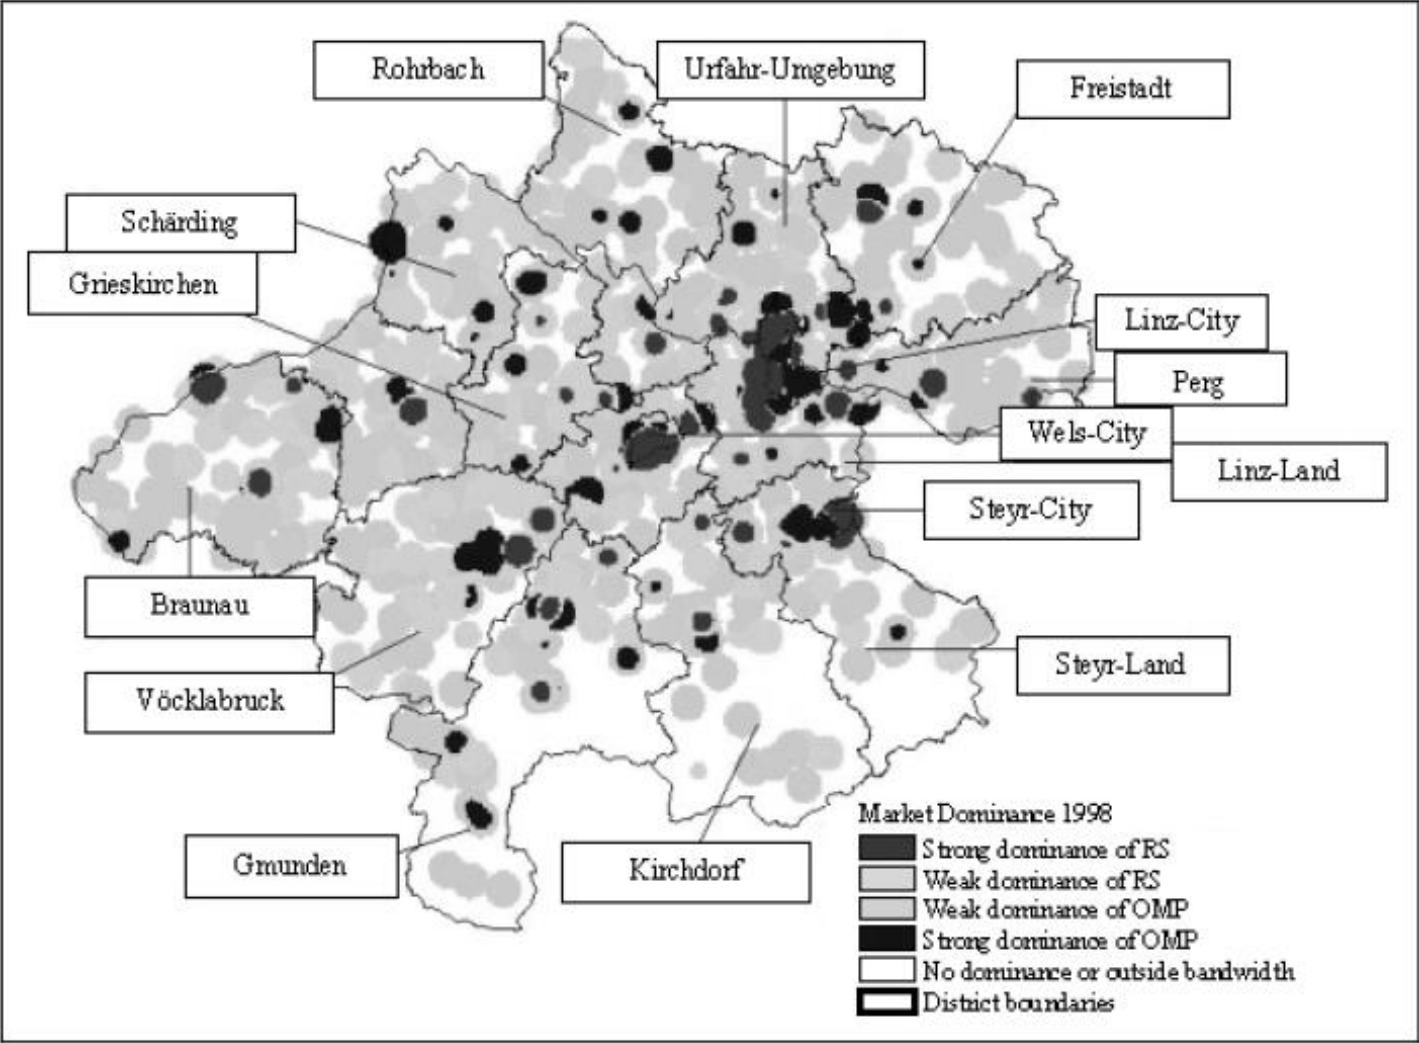 Rohrbach
Urfahr-Umgebung
Freistadt
Schärding
Grieskirchen
Linz-City
Perg
Wels-City
Linz-Land
Steyr-City
Braunau
Steyr-Land
Vöcklabruck
Gmunden
Kirchdorf
Market Dominance 1998
Strong dominance of RS
Weak dominance of RS
Weak dominance of OMP
Strong dominance of OMP
No dominance or outside bandwidth
District boundaries